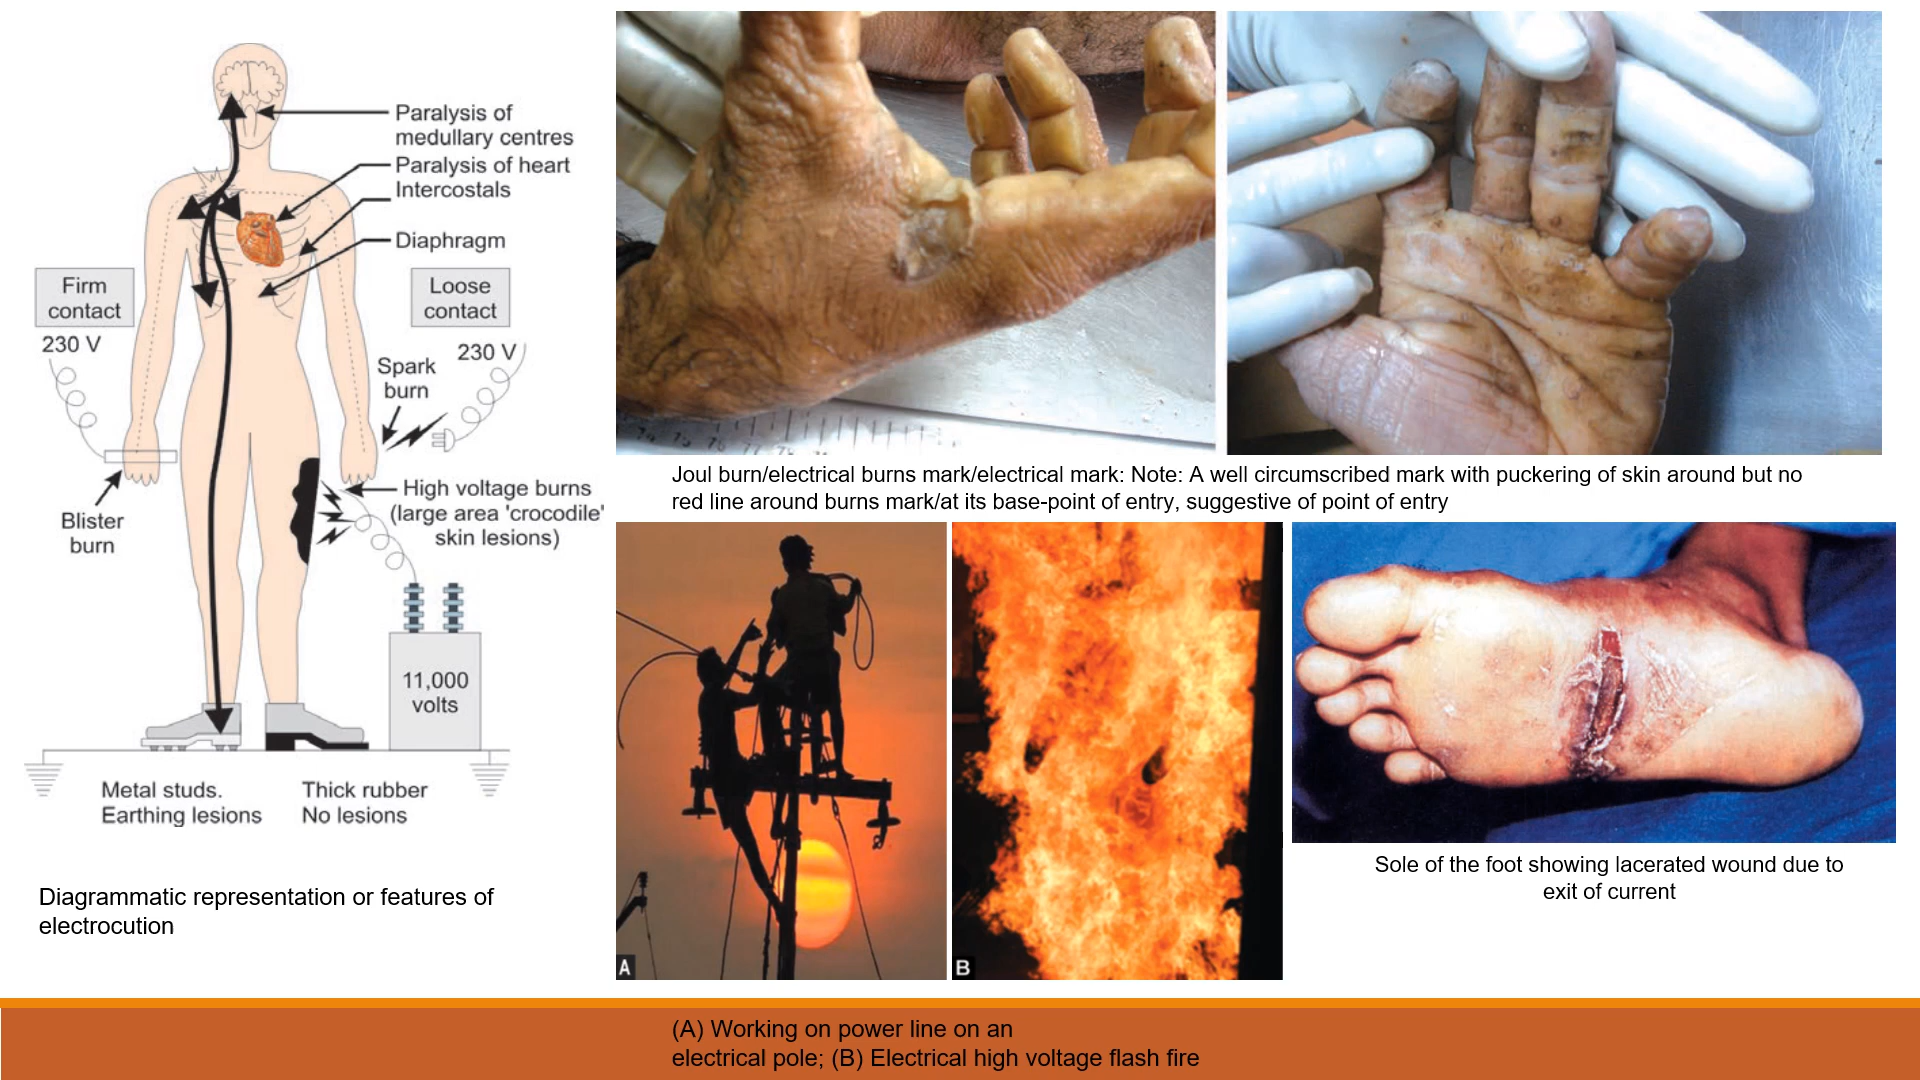 Paralysis of
medullary centres
Paralysis of heart
Intercostals
Diaphragm
Firm
contact
230 V
Loose
contact
230 V
Spark
burn
Blister
burn
High voltage burns
(large area 'crocodile'
skin lesions)
11,000
volts
Metal studs.
Earthing lesions
Thick rubber
No lesions
Diagrammatic representation or features of
electrocution
Joul burn/electrical burns mark/electrical mark: Note: A well circumscribed mark with puckering of skin around but no
red line around burns mark/at its base-point of entry, suggestive of point of entry
A
B
Sole of the foot showing lacerated wound due to
exit of current
(A) Working on power line on an
electrical pole; (B) Electrical high voltage flash fire